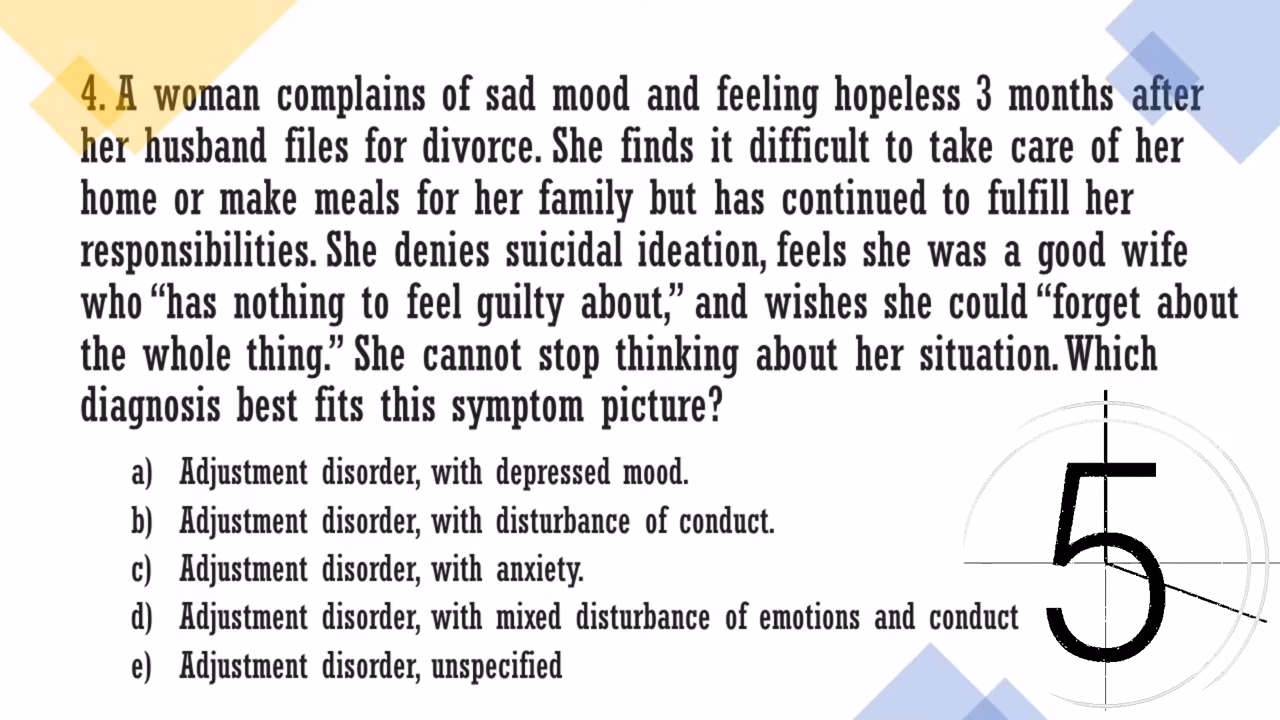 4. A woman complains of sad mood and feeling hopeless 3 months after
her husband files for divorce. She finds it difficult to take care of her
home or make meals for her family but has continued to fulfill her
responsibilities. She denies suicidal ideation, feels she was a good wife
who “has nothing to feel guilty about,” and wishes she could “forget about
the whole thing.” She cannot stop thinking about her situation. Which
diagnosis best fits this symptom picture?
a) Adjustment disorder, with depressed mood.
b) Adjustment disorder, with disturbance of conduct.
c) Adjustment disorder, with anxiety.
d) Adjustment disorder, with mixed disturbance of emotions and conduct
e) Adjustment disorder, unspecified
5